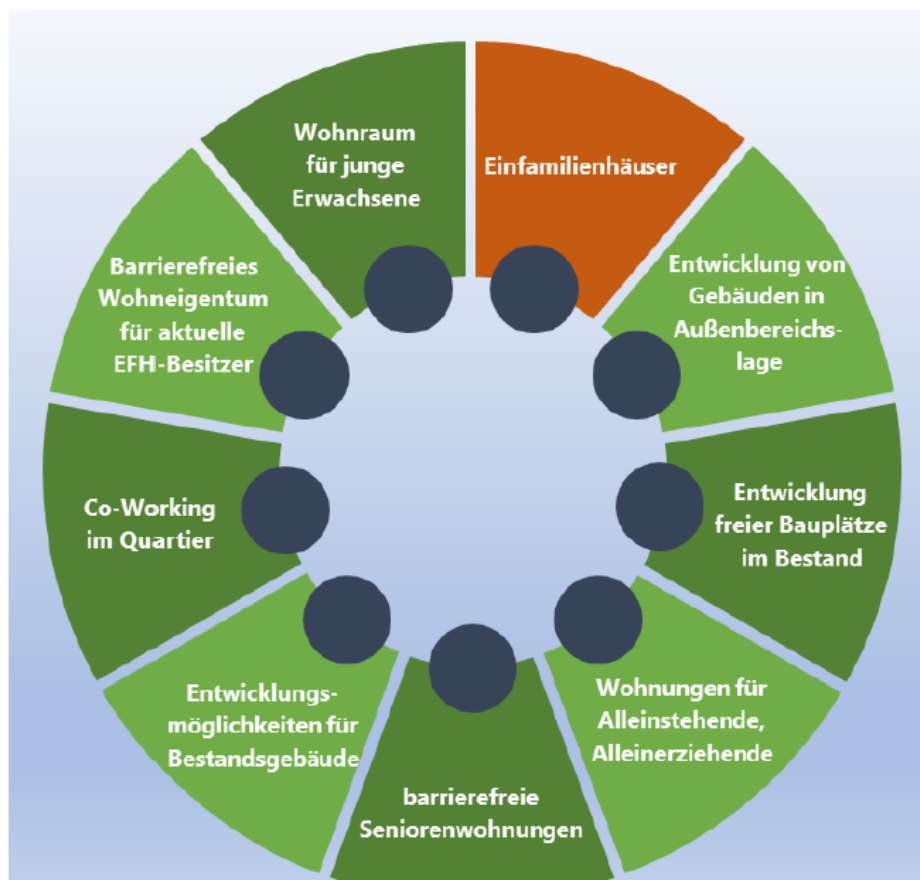 Einfamilienhäuser
Entwicklung von
Gebäuden in
Außenbereichs-
lage
Entwicklung
freier Bauplätze
im Bestand
Wohnungen für
Alleinstehende,
Alleinerziehende
barrierefreie
Seniorenwohnungen
Entwicklungs-
möglichkeiten für
Bestandsgebäude
Co-Working
im Quartier
Barrierefreies
Wohneigentum
für aktuelle
EFH-Besitzer
Wohnraum
für junge
Erwachsene